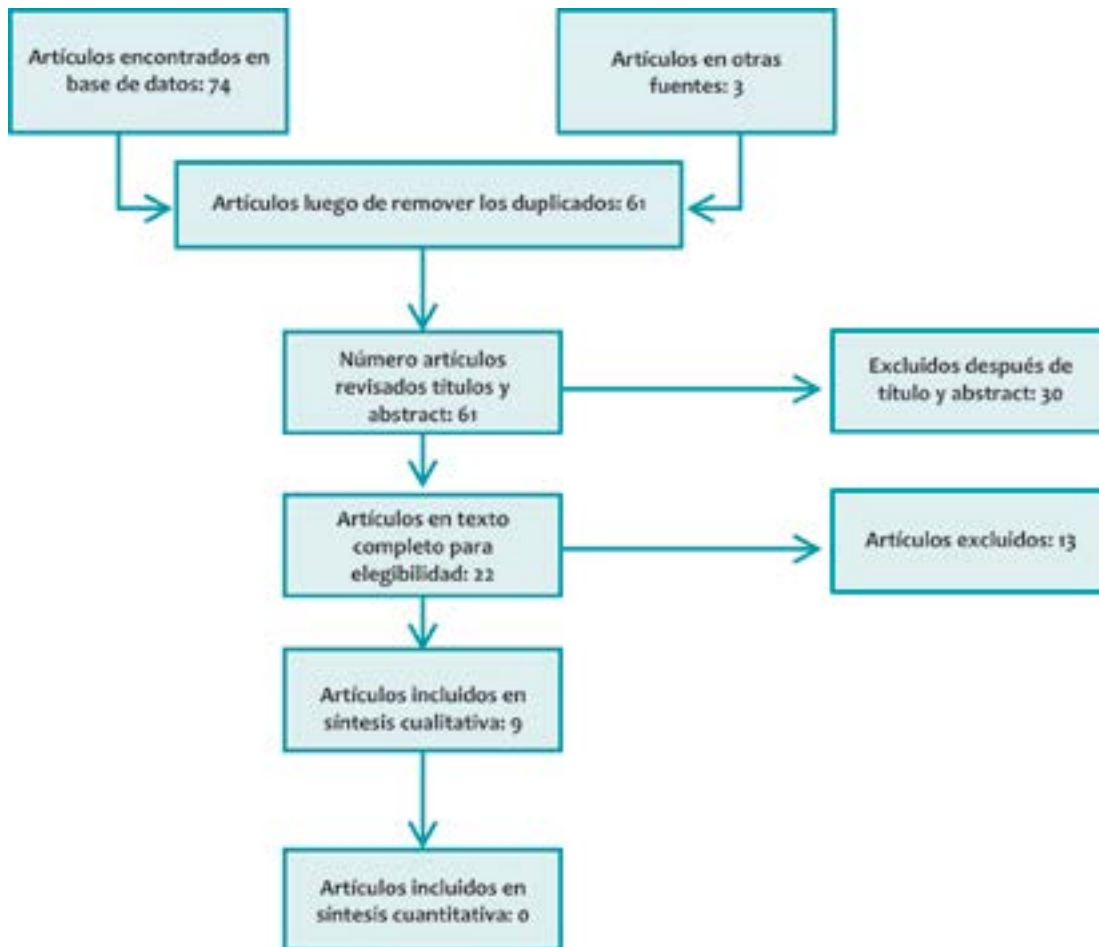 Artículos encontrados en
base de datos: 74
Artículos en otras
fuentes: 3
Artículos luego de remover los duplicados: 61
Número artículos
revisados títulos y
abstract: 61
Excluidos después de
título y abstract: 30
Artículos en texto
completo para
elegibilidad: 22
Artículos excluidos: 13
Artículos incluidos en
síntesis cualitativa: 9
Artículos incluidos en
síntesis cuantitativa: 0